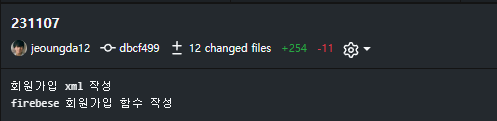 231107
jeoungda12 dbcf499 12 changed files +254 -11
회원가입 xml 작성
firebese 회원가입 함수 작성